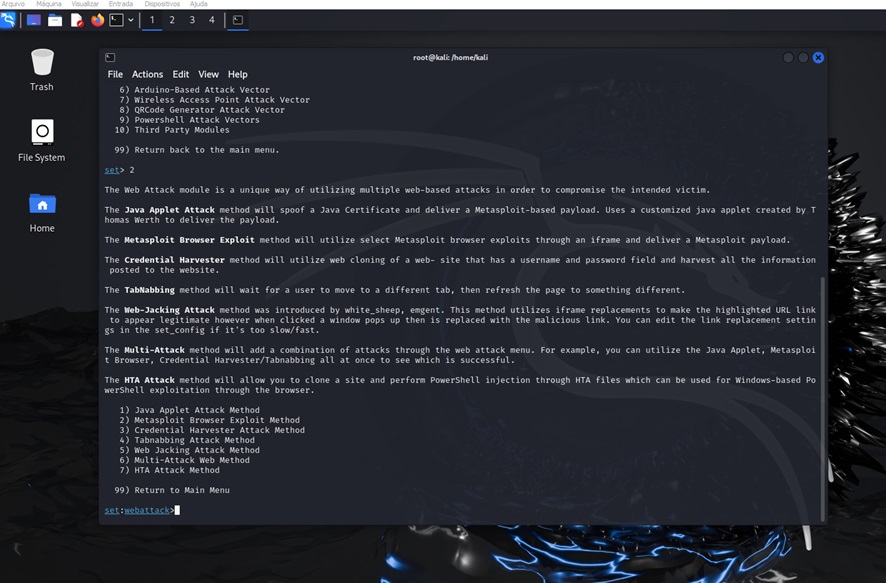 Arquivo Máquina Visualizar Entrada Dispositivos Ajuda
1 2 3 4
Trash
File System
Home
root@kali: /home/kali
File Actions Edit View Help
6) Arduino-Based Attack Vector
7) Wireless Access Point Attack Vector
8) QRCode Generator Attack Vector
9) Powershell Attack Vectors
10) Third Party Modules
99) Return back to the main menu.
set> 2
The Web Attack module is a unique way of utilizing multiple web-based attacks in order to compromise the intended victim.
The Java Applet Attack method will spoof a Java Certificate and deliver a Metasploit-based payload. Uses a customized java applet created by T
homas Werth to deliver the payload.
The Metasploit Browser Exploit method will utilize select Metasploit browser exploits through an iframe and deliver a Metasploit payload.
The Credential Harvester method will utilize web cloning of a web- site that has a username and password field and harvest all the information
posted to the website.
The TabNabbing method will wait for a user to move to a different tab, then refresh the page to something different.
The Web-Jacking Attack method was introduced by white_sheep, emgent. This method utilizes iframe replacements to make the highlighted URL link
to appear legitimate however when clicked a window pops up then is replaced with the malicious link. You can edit the link replacement settin
gs in the set_config if it's too slow/fast.
The Multi-Attack method will add a combination of attacks through the web attack menu. For example, you can utilize the Java Applet, Metasploi
t Browser, Credential Harvester/Tabnabbing all at once to see which is successful.
The HTA Attack method will allow you to clone a site and perform PowerShell injection through HTA files which can be used for Windows-based Po
werShell exploitation through the browser.
1) Java Applet Attack Method
2) Metasploit Browser Exploit Method
3) Credential Harvester Attack Method
4) Tabnabbing Attack Method
5) Web Jacking Attack Method
6) Multi-Attack Web Method
7) HTA Attack Method
99) Return to Main Menu
set:webattack>